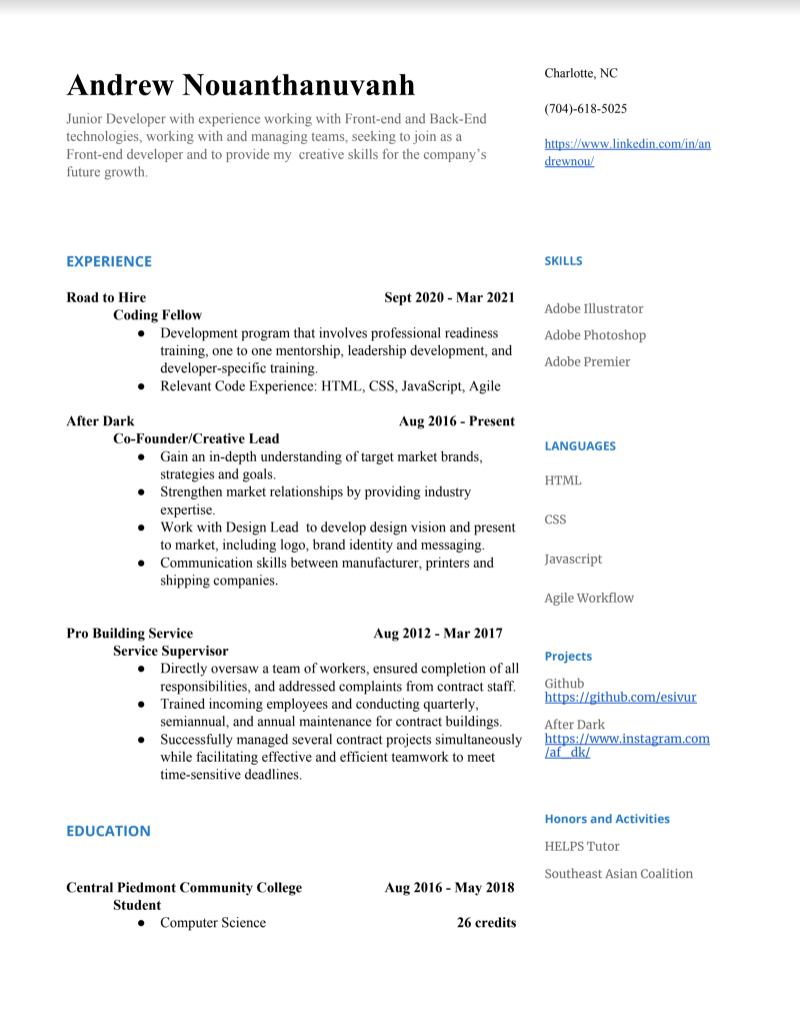 Andrew Nouanthanuvanh
Junior Developer with experience working with Front-end and Back-End
technologies, working with and managing teams, seeking to join as a
Front-end developer and to provide my creative skills for the company's
future growth.
Charlotte, NC
(704)-618-5025
https://www.linkedin.com/in/an
drewnou/
EXPERIENCE
Road to Hire Sept 2020 - Mar 2021
Coding Fellow
● Development program that involves professional readiness
training, one to one mentorship, leadership development, and
developer-specific training.
● Relevant Code Experience: HTML, CSS, JavaScript, Agile
After Dark Aug 2016 - Present
Co-Founder/Creative Lead
● Gain an in-depth understanding of target market brands,
strategies and goals.
● Strengthen market relationships by providing industry
expertise.
● Work with Design Lead to develop design vision and present
to market, including logo, brand identity and messaging.
● Communication skills between manufacturer, printers and
shipping companies.
Pro Building Service Aug 2012 - Mar 2017
Service Supervisor
● Directly oversaw a team of workers, ensured completion of all
responsibilities, and addressed complaints from contract staff.
● Trained incoming employees and conducting quarterly,
semiannual, and annual maintenance for contract buildings.
● Successfully managed several contract projects simultaneously
while facilitating effective and efficient teamwork to meet
time-sensitive deadlines.
EDUCATION
Central Piedmont Community College Aug 2016 - May 2018
Student
● Computer Science 26 credits
SKILLS
Adobe Illustrator
Adobe Photoshop
Adobe Premier
LANGUAGES
HTML
CSS
Javascript
Agile Workflow
Projects
Github
https://github.com/esivur
After Dark
https://www.instagram.com
/af_dk/
Honors and Activities
HELPS Tutor
Southeast Asian Coalition